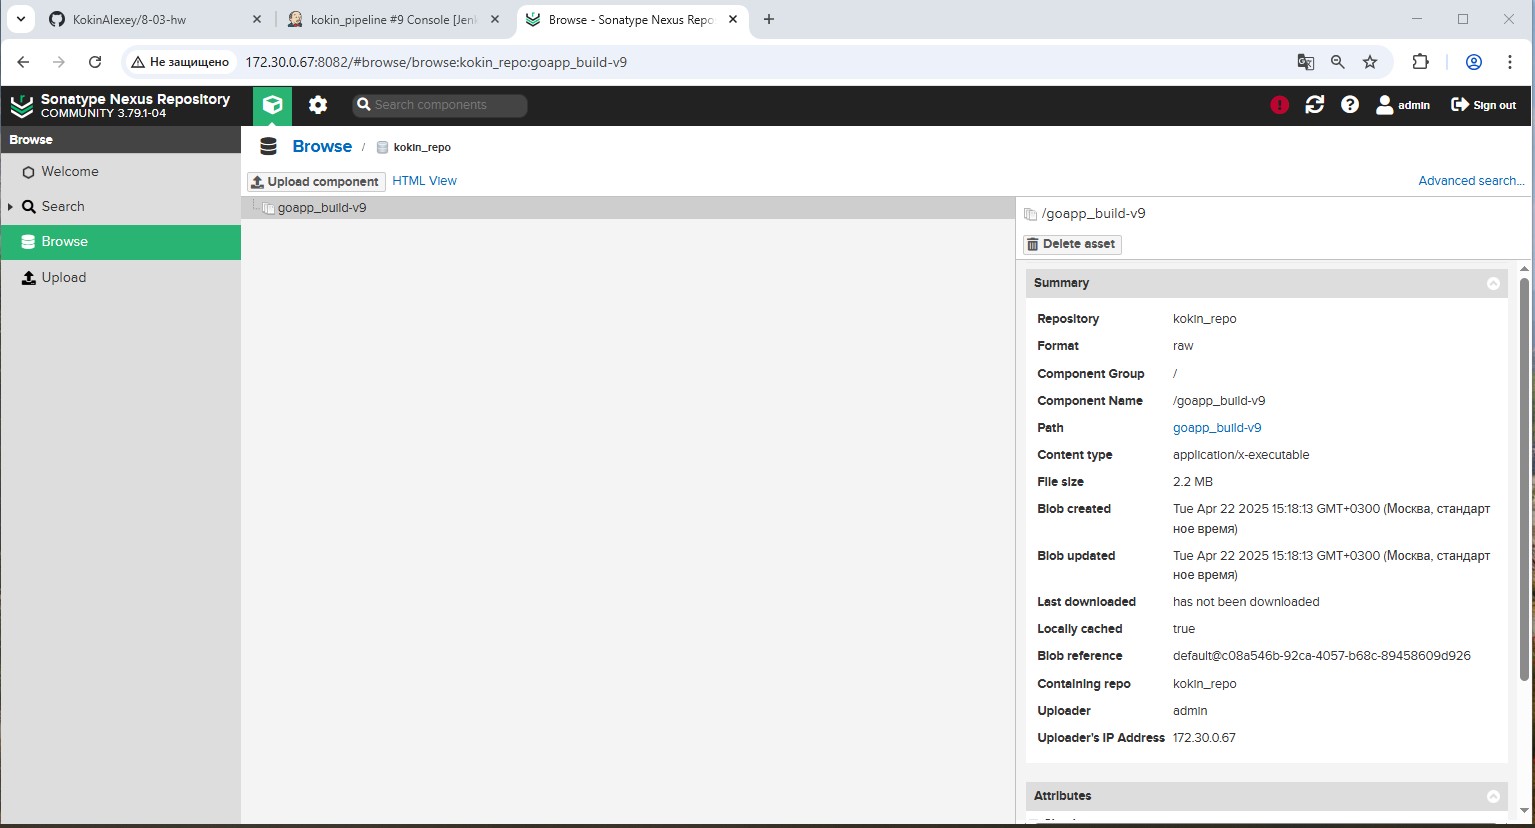 KokinAlexey/8-03-hw
kokin_pipeline #9 Console [Jen
Browse - Sonatype Nexus Repo
Не защищено
172.30.0.67:8082/#browse/browse:kokin_repo:goapp_build-v9
Sonatype Nexus Repository
COMMUNITY 3.79.1-04
Search components
admin
Sign out
Browse
Welcome
Search
Browse
Upload
Browse / kokin_repo
Upload component
HTML View
Advanced search...
goapp_build-v9
/goapp_build-v9
Delete asset
Summary
Repository kokin_repo
Format raw
Component Group /
Component Name /goapp_build-v9
Path goapp_build-v9
Content type application/x-executable
File size 2.2 MB
Blob created Tue Apr 22 2025 15:18:13 GMT+0300 (Москва, стандарт
ное время)
Blob updated Tue Apr 22 2025 15:18:13 GMT+0300 (Москва, стандарт
ное время)
Last downloaded has not been downloaded
Locally cached true
Blob reference default@c08a546b-92ca-4057-b68c-89458609d926
Containing repo kokin_repo
Uploader admin
Uploader's IP Address 172.30.0.67
Attributes